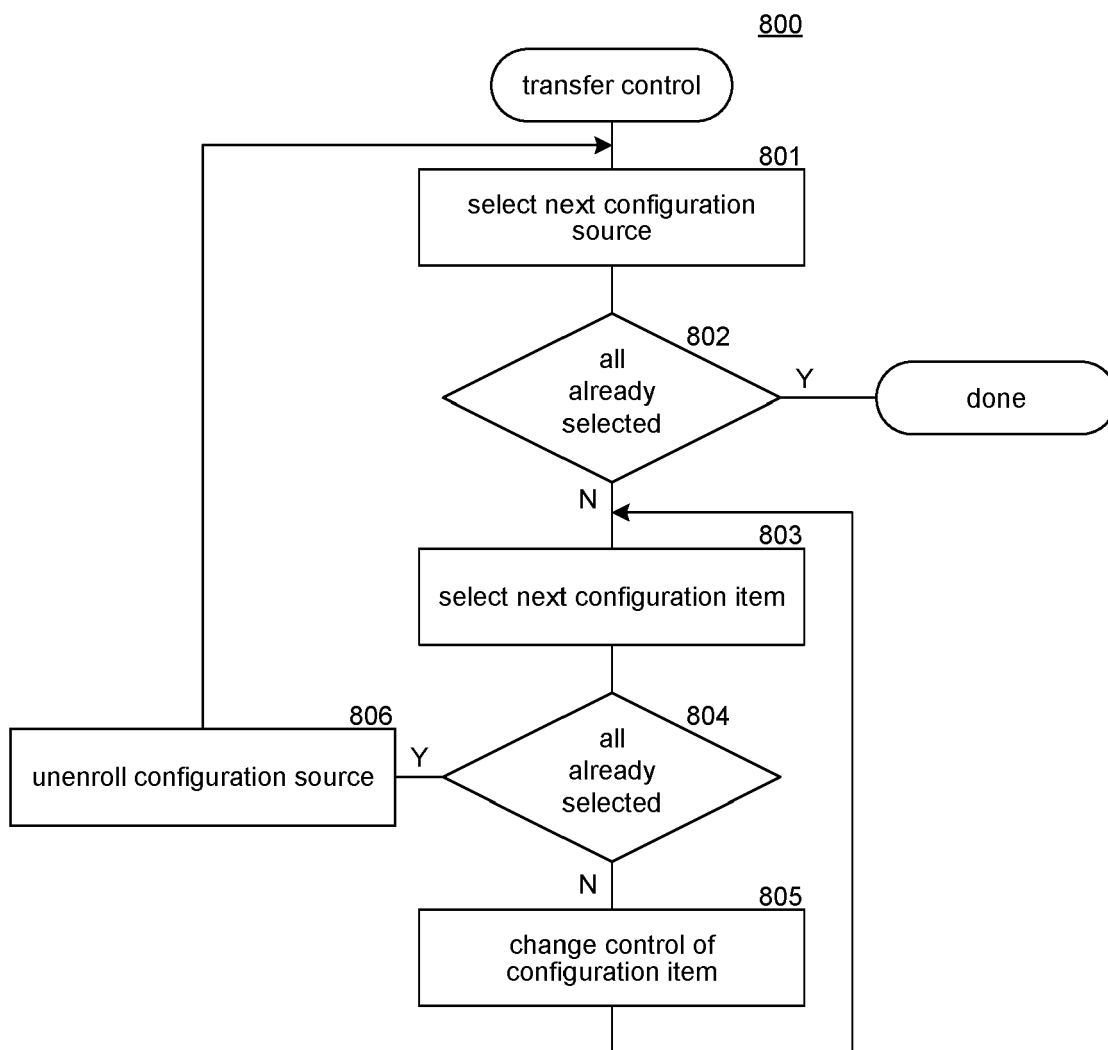 800
transfer control
801
select next configuration
source
802
all
already
selected
Y
done
N
803
select next configuration item
804
all
already
selected
Y
806
unenroll configuration source
N
805
change control of
configuration item